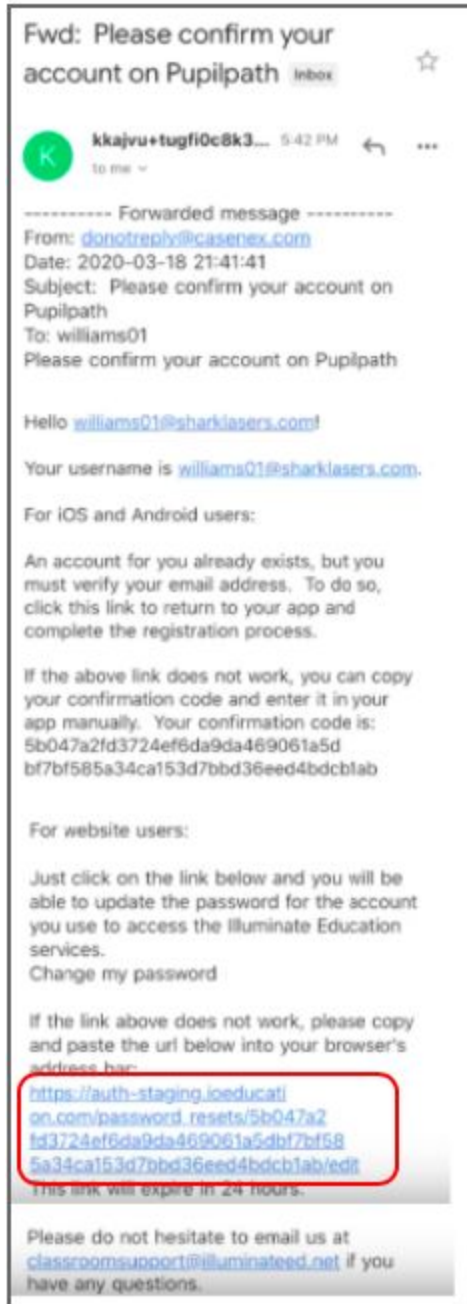 Fwd: Please confirm your
account on Pupilpath Inbox
K
kkajvu+tugfi0c8k3... 5:42 PM
to me
---------- Forwarded message ----------
From: donotreply@casenex.com
Date: 2020-03-18 21:41:41
Subject: Please confirm your account on
Pupilpath
To: williams01
Please confirm your account on Pupilpath
Hello williams01@sharklasers.com!
Your username is williams01@sharklasers.com.
For iOS and Android users:
An account for you already exists, but you
must verify your email address. To do so,
click this link to return to your app and
complete the registration process.
If the above link does not work, you can copy
your confirmation code and enter it in your
app manually. Your confirmation code is:
5b047a2fd3724ef6da9da469061a5d
bf7bf585a34ca153d7bbd36eed4bdcb1ab
For website users:
Just click on the link below and you will be
able to update the password for the account
you use to access the Illuminate Education
services.
Change my password
If the link above does not work, please copy
and paste the url below into your browser's
address bar:
https://auth-staging.ioeducati
on.com/password_resets/5b047a2
fd3724ef6da9da469061a5dbf7bf58
5a34ca153d7bbd36eed4bdcb1ab/edit
This link will expire in 24 hours.
Please do not hesitate to email us at
classroomsupport@illuminateed.net if you
have any questions.